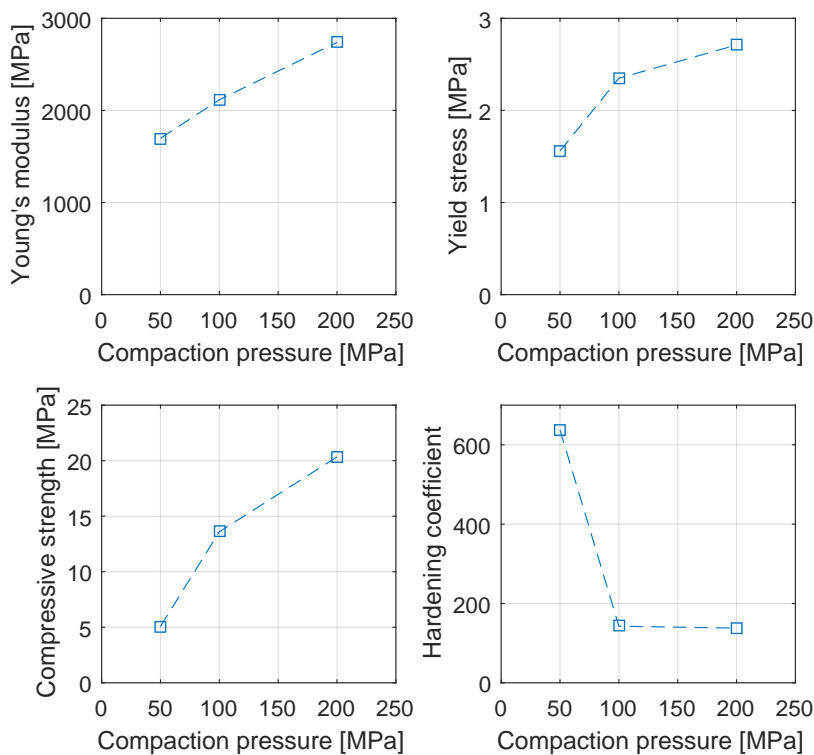 Young's modulus [MPa]
3000
2000
1000
0
0 50 100 150 200 250
Compaction pressure [MPa]
Yield stress [MPa]
3
2
1
0
0 50 100 150 200 250
Compaction pressure [MPa]
Compressive strength [MPa]
25
20
15
10
5
0
0 50 100 150 200 250
Compaction pressure [MPa]
Hardening coefficient
600
400
200
0
0 50 100 150 200 250
Compaction pressure [MPa]